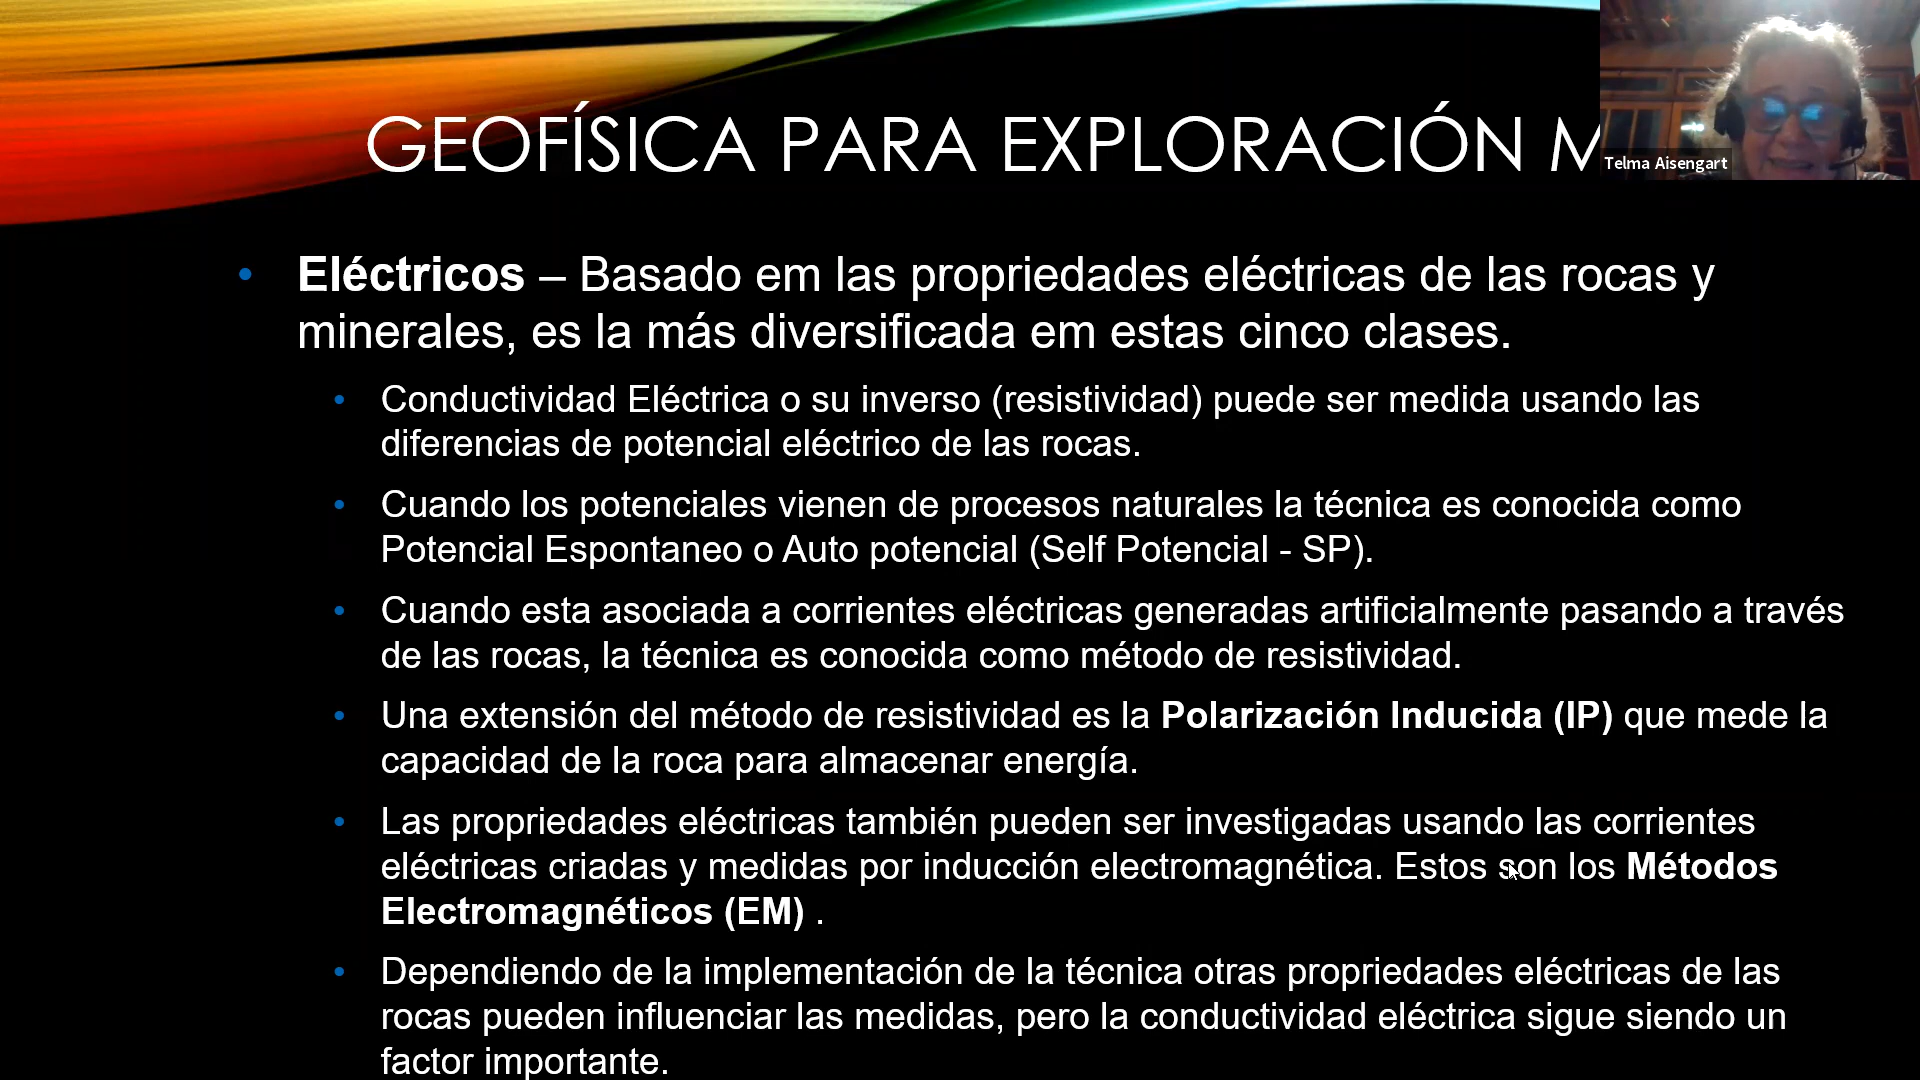 GEOFÍSICA PARA EXPLORACIÓN M
Telma Aisengart
• Eléctricos – Basado em las propriedades eléctricas de las rocas y
minerales, es la más diversificada em estas cinco clases.
• Conductividad Eléctrica o su inverso (resistividad) puede ser medida usando las
diferencias de potencial eléctrico de las rocas.
• Cuando los potenciales vienen de procesos naturales la técnica es conocida como
Potencial Espontaneo o Auto potencial (Self Potencial - SP).
• Cuando esta asociada a corrientes eléctricas generadas artificialmente pasando a través
de las rocas, la técnica es conocida como método de resistividad.
• Una extensión del método de resistividad es la Polarización Inducida (IP) que mede la
capacidad de la roca para almacenar energía.
• Las propriedades eléctricas también pueden ser investigadas usando las corrientes
eléctricas criadas y medidas por inducción electromagnética. Estos son los Métodos
Electromagnéticos (EM) .
• Dependiendo de la implementación de la técnica otras propriedades eléctricas de las
rocas pueden influenciar las medidas, pero la conductividad eléctrica sigue siendo un
factor importante.